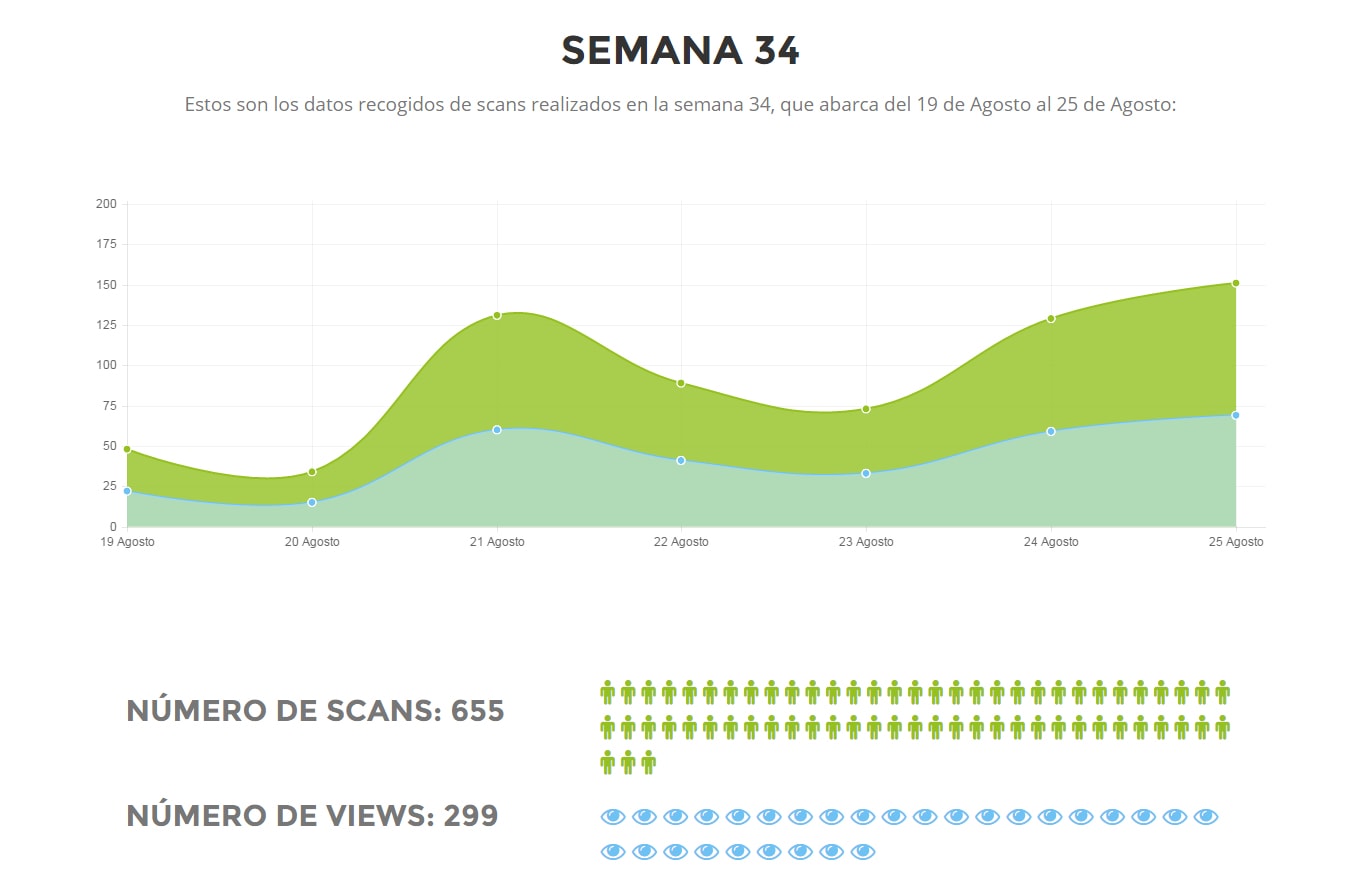 SEMANA 34
Estos son los datos recogidos de scans realizados en la semana 34, que abarca del 19 de Agosto al 25 de Agosto:
200
175
150
125
100
75
50
25
0
19 Agosto 20 Agosto 21 Agosto 22 Agosto 23 Agosto 24 Agosto 25 Agosto
NÚMERO DE SCANS: 655
NÚMERO DE VIEWS: 299